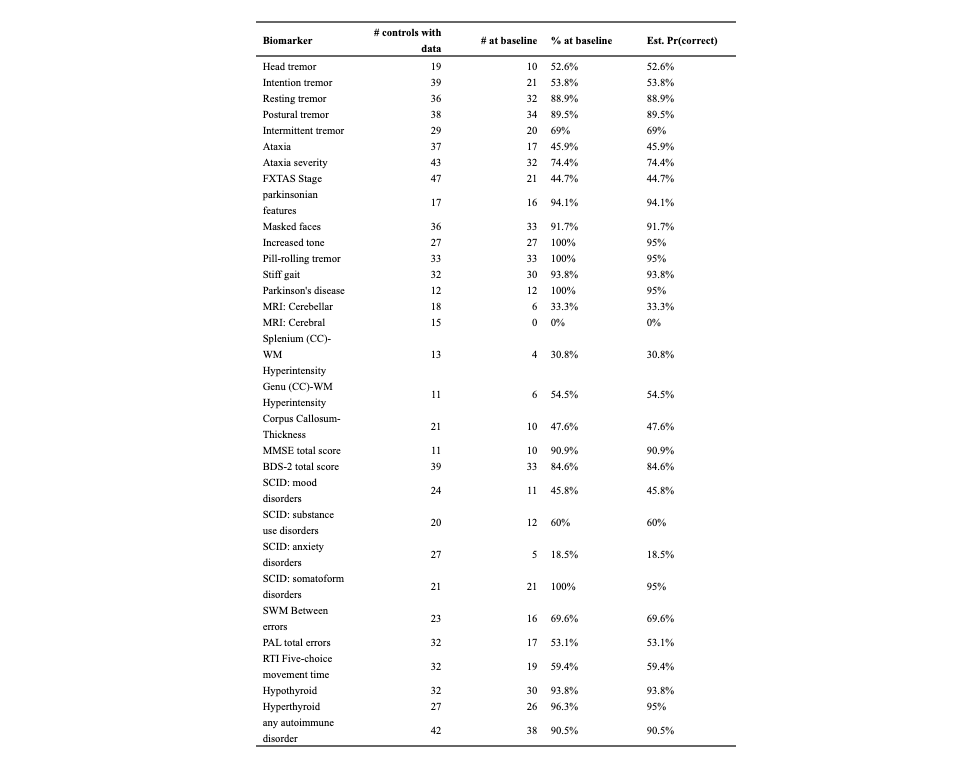 Biomarker # controls with data # at baseline % at baseline Est. Pr(correct)
Head tremor 19 10 52.6% 52.6%
Intention tremor 39 21 53.8% 53.8%
Resting tremor 36 32 88.9% 88.9%
Postural tremor 38 34 89.5% 89.5%
Intermittent tremor 29 20 69% 69%
Ataxia 37 17 45.9% 45.9%
Ataxia severity 43 32 74.4% 74.4%
FXTAS Stage 47 21 44.7% 44.7%
parkinsonian
features 17 16 94.1% 94.1%
Masked faces 36 33 91.7% 91.7%
Increased tone 27 27 100% 95%
Pill-rolling tremor 33 33 100% 95%
Stiff gait 32 30 93.8% 93.8%
Parkinson's disease 12 12 100% 95%
MRI: Cerebellar 18 6 33.3% 33.3%
MRI: Cerebral 15 0 0% 0%
Splenium (CC)-
WM 13 4 30.8% 30.8%
Hyperintensity
Genu (CC)-WM
Hyperintensity 11 6 54.5% 54.5%
Corpus Callosum-
Thickness 21 10 47.6% 47.6%
MMSE total score 11 10 90.9% 90.9%
BDS-2 total score 39 33 84.6% 84.6%
SCID: mood
disorders 24 11 45.8% 45.8%
SCID: substance
use disorders 20 12 60% 60%
SCID: anxiety
disorders 27 5 18.5% 18.5%
SCID: somatoform
disorders 21 21 100% 95%
SWM Between
errors 23 16 69.6% 69.6%
PAL total errors 32 17 53.1% 53.1%
RTI Five-choice
movement time 32 19 59.4% 59.4%
Hypothyroid 32 30 93.8% 93.8%
Hyperthyroid 27 26 96.3% 95%
any autoimmune
disorder 42 38 90.5% 90.5%